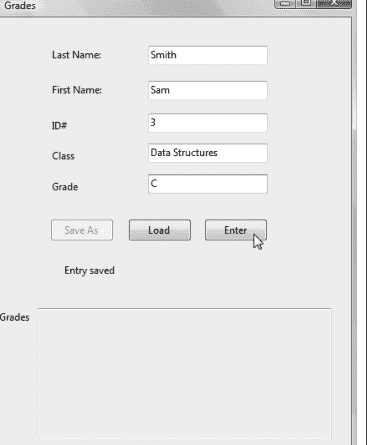 Grades
Last Name: Smith
First Name: Sam
ID# 3
Class Data Structures
Grade C
Save As Load Enter
Entry saved
Grades